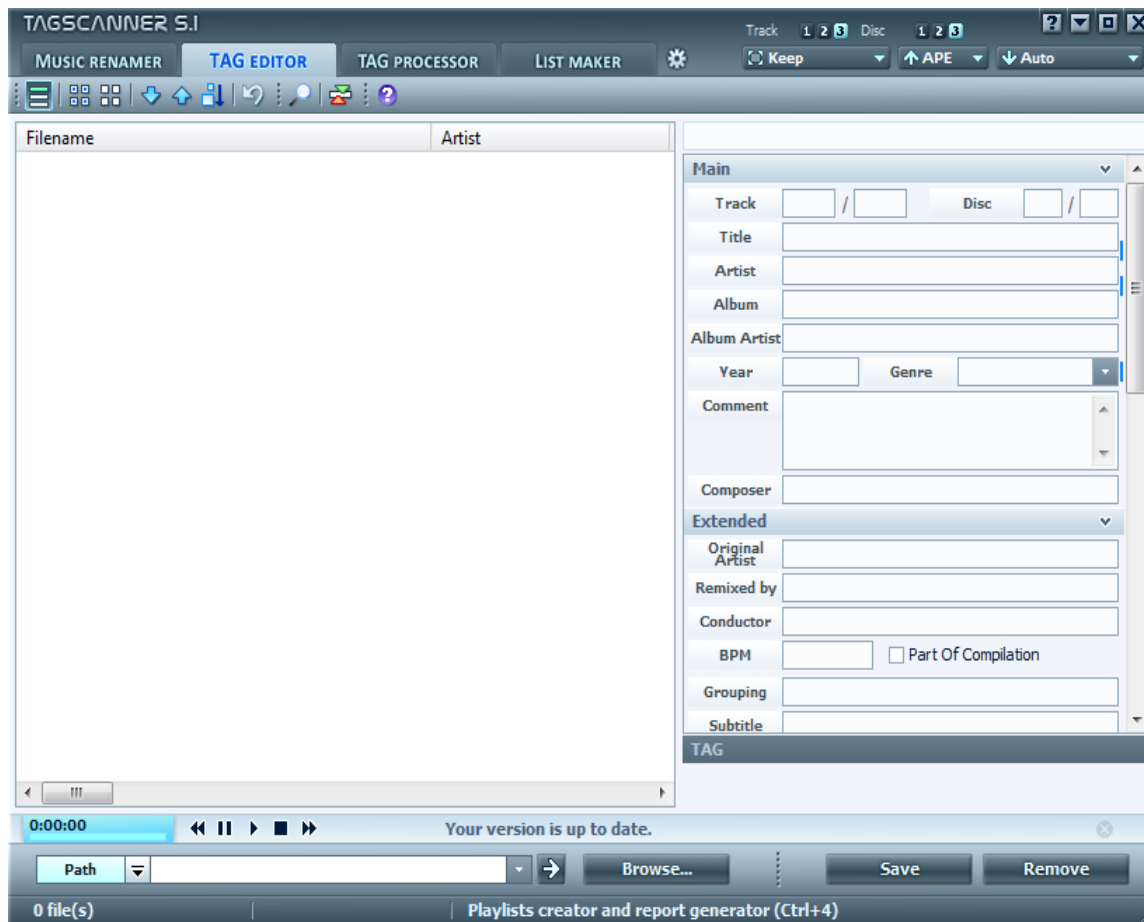 TAGSCANNER 5.1
Track 1 2 3 Disc 1 2 3
MUSIC RENAMER TAG EDITOR TAG PROCESSOR LIST MAKER Keep APE Auto
Filename Artist
Main
Track / Disc /
Title
Artist
Album
Album Artist
Year Genre
Comment
Composer
Extended
Original
Artist
Remixed by
Conductor
BPM Part Of Compilation
Grouping
Subtitle
TAG
0:00:00 Your version is up to date.
Path Browse... Save Remove
0 file(s) Playlists creator and report generator (Ctrl+4)